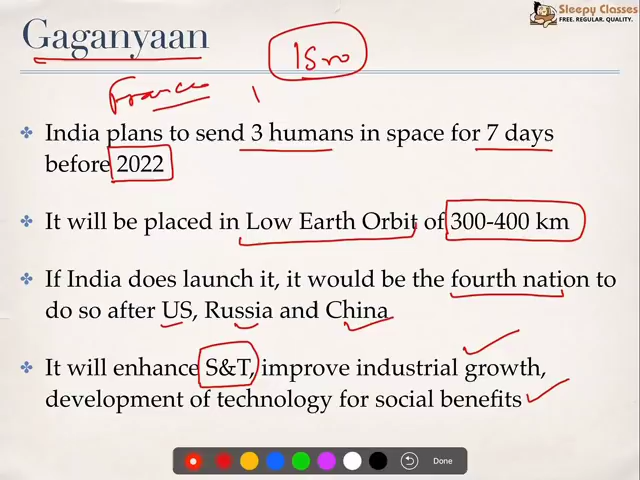 Sleepy Classes
FREE. REGULAR. QUALITY.
Gaganyaan
ISRO
France
India plans to send 3 humans in space for 7 days
before 2022
It will be placed in Low Earth Orbit of 300-400 km
If India does launch it, it would be the fourth nation to
do so after US, Russia and China
It will enhance S&T, improve industrial growth,
development of technology for social benefits
Done